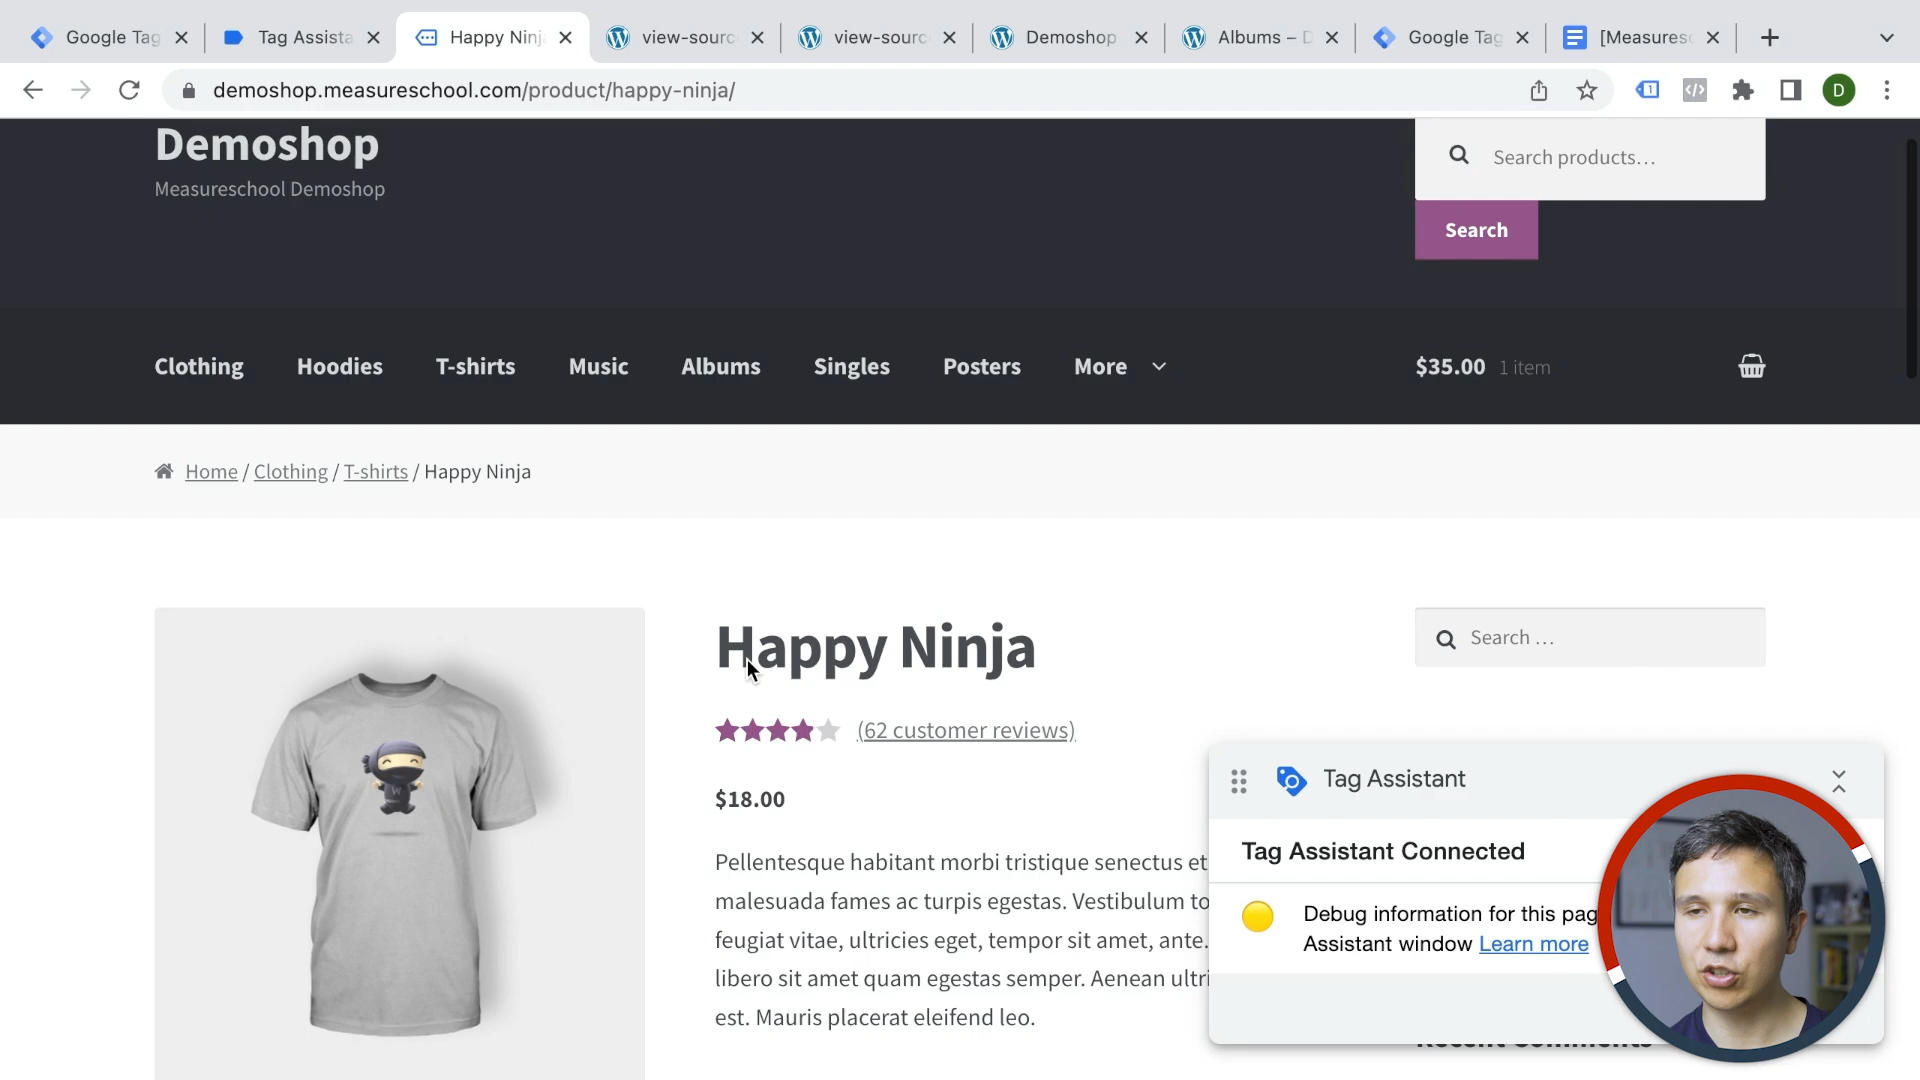 Google Tag
Tag Assista
Happy Ninj
view-sourc
view-sourc
Demoshop
Albums – D
Google Tag
[Measuresc
demoshop.measureschool.com/product/happy-ninja/
D
Demoshop
Measureschool Demoshop
Search products…
Search
Clothing Hoodies T-shirts Music Albums Singles Posters More
$35.00 1 item
Home / Clothing / T-shirts / Happy Ninja
Happy Ninja
Search …
(62 customer reviews)
$18.00
Pellentesque habitant morbi tristique senectus et
malesuada fames ac turpis egestas. Vestibulum to
feugiat vitae, ultricies eget, tempor sit amet, ante.
libero sit amet quam egestas semper. Aenean ultri
est. Mauris placerat eleifend leo.
W
Tag Assistant
Tag Assistant Connected
Debug information for this pag
Assistant window Learn more
Recent Comments